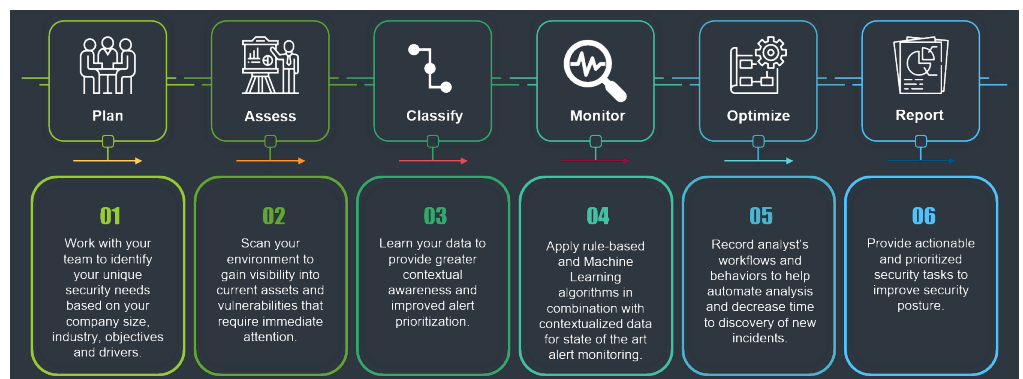 Plan
Assess
Classify
Monitor
Optimize
Report
01
Work with your
team to identify
your unique
security needs
based on your
company size,
industry, objectives
and drivers.
02
Scan your
environment to
gain visibility into
current assets and
vulnerabilities that
require immediate
attention.
03
Learn your data to
provide greater
contextual
awareness and
improved alert
prioritization.
04
Apply rule-based
and Machine
Learning
algorithms in
combination with
contextualized data
for state of the art
alert monitoring.
05
Record analyst's
workflows and
behaviors to help
automate analysis
and decrease time
to discovery of new
incidents.
06
Provide actionable
and prioritized
security tasks to
improve security
posture.